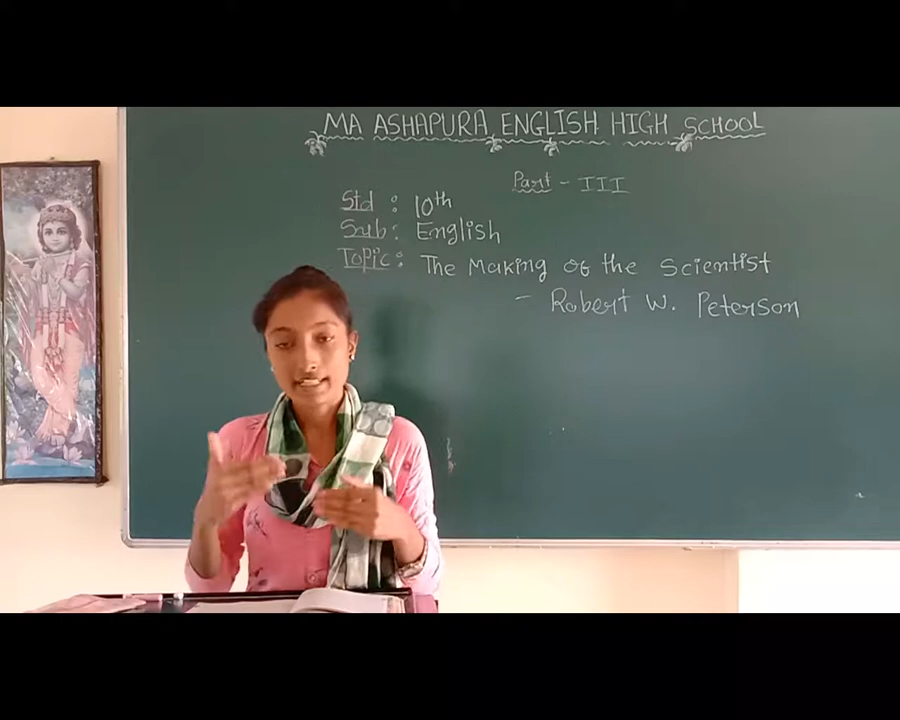 MA ASHAPURA ENGLISH HIGH SCHOOL
Part - III
Std : 10th
Sub : English
Topic : The Making of the Scientist
- Robert W. Peterson